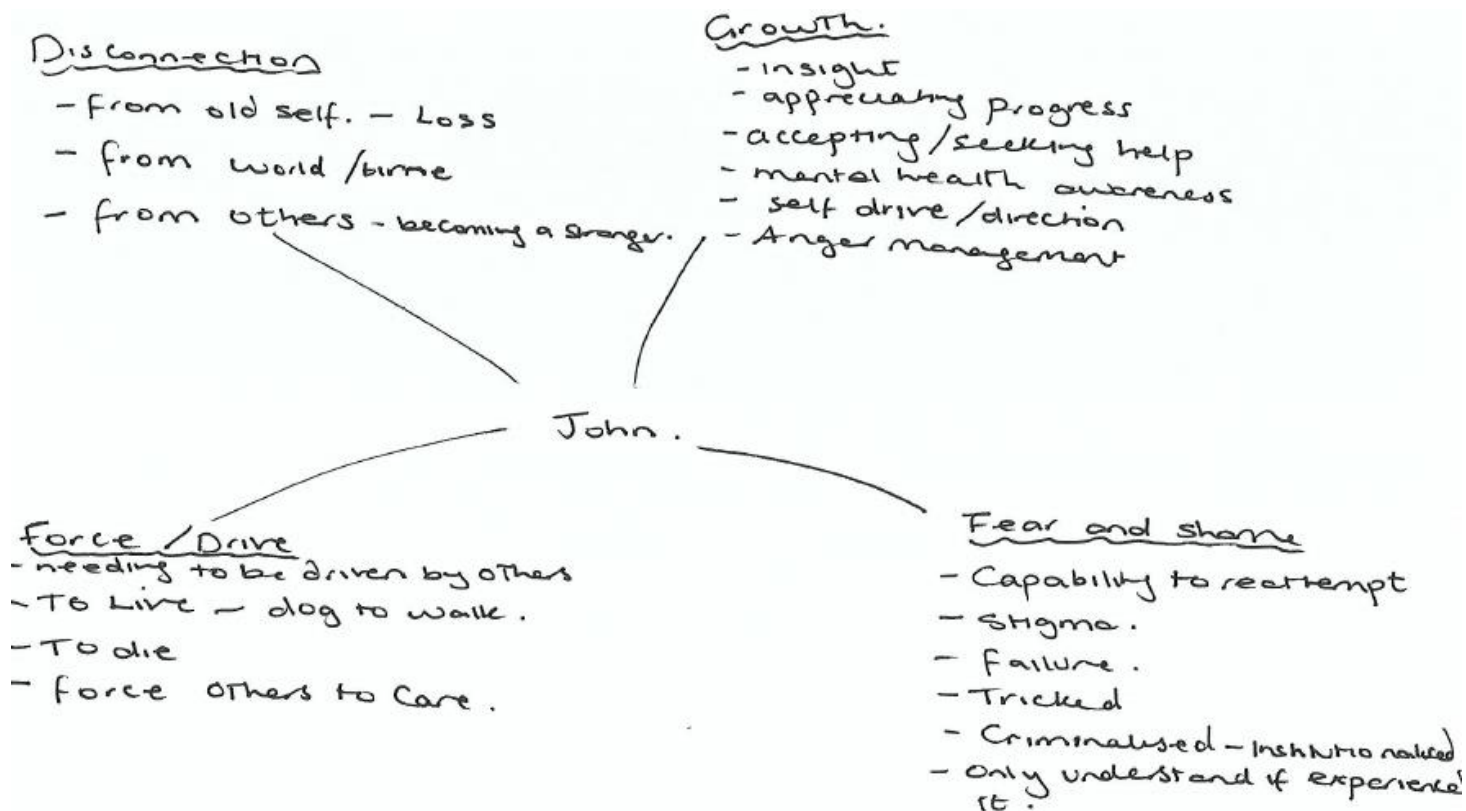 Disconnection
- from old self. - Loss
- from world / time
- from others - becoming a stranger.
Growth.
- insight
- appreciating progress
- accepting/seeking help
- mental health awareness
- self drive/direction
- Anger management
John.
Force / Drive
- needing to be driven by others
- To Live - dog to walk.
- To die
- force others to care.
Fear and shame
- Capability to reattempt
- Stigma.
- Failure.
- Tricked
- Criminalised - Institutionalised
- only understand if experienced
it.